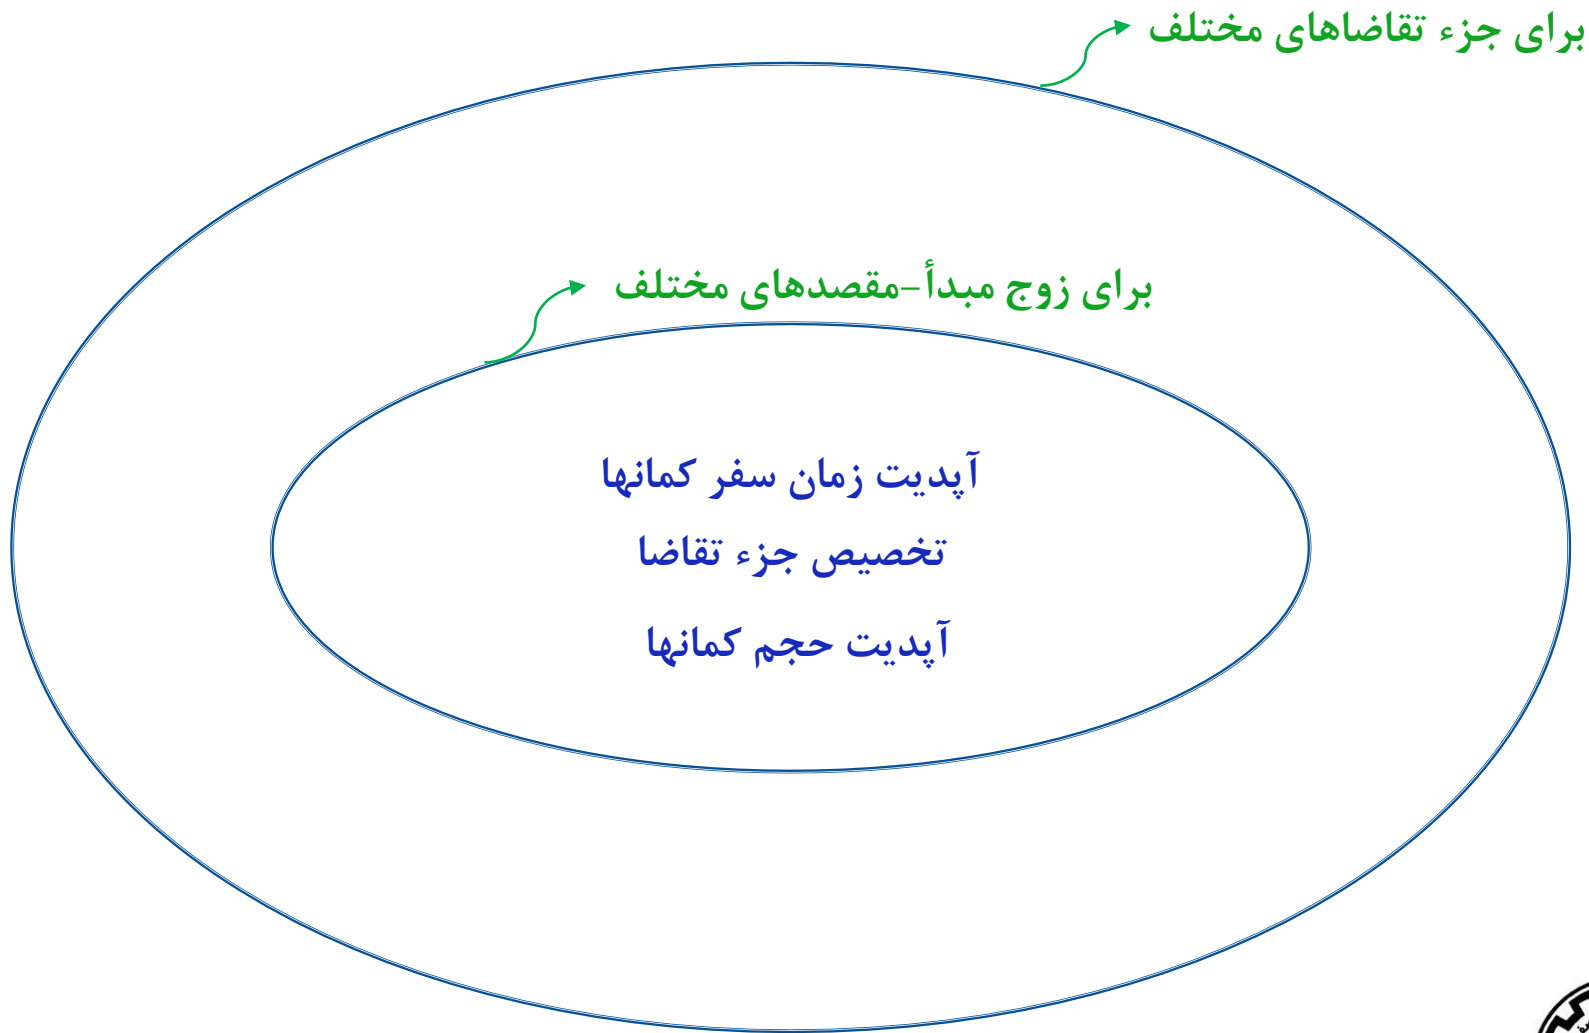 برای جزء تقاضاهای مختلف
برای زوج مبدأ-مقصدهای مختلف
آپدیت زمان سفر کمانها
تخصیص جزء تقاضا
آپدیت حجم کمانها